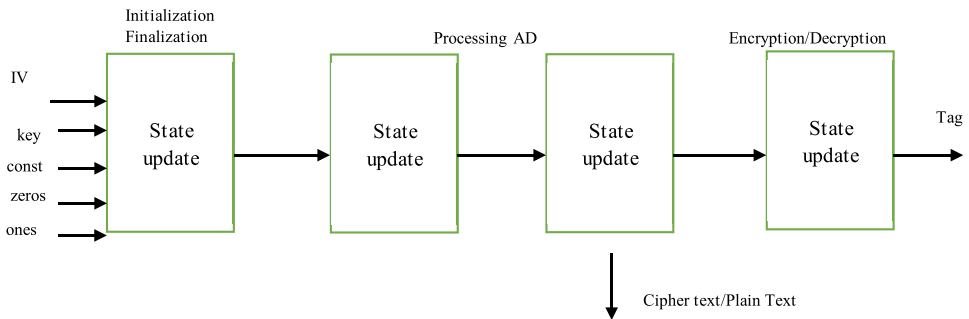 Initialization
Finalization
Processing AD
Encryption/Decryption
IV
key
const
zeros
ones
State
update
State
update
State
update
State
update
Tag
Cipher text/Plain Text